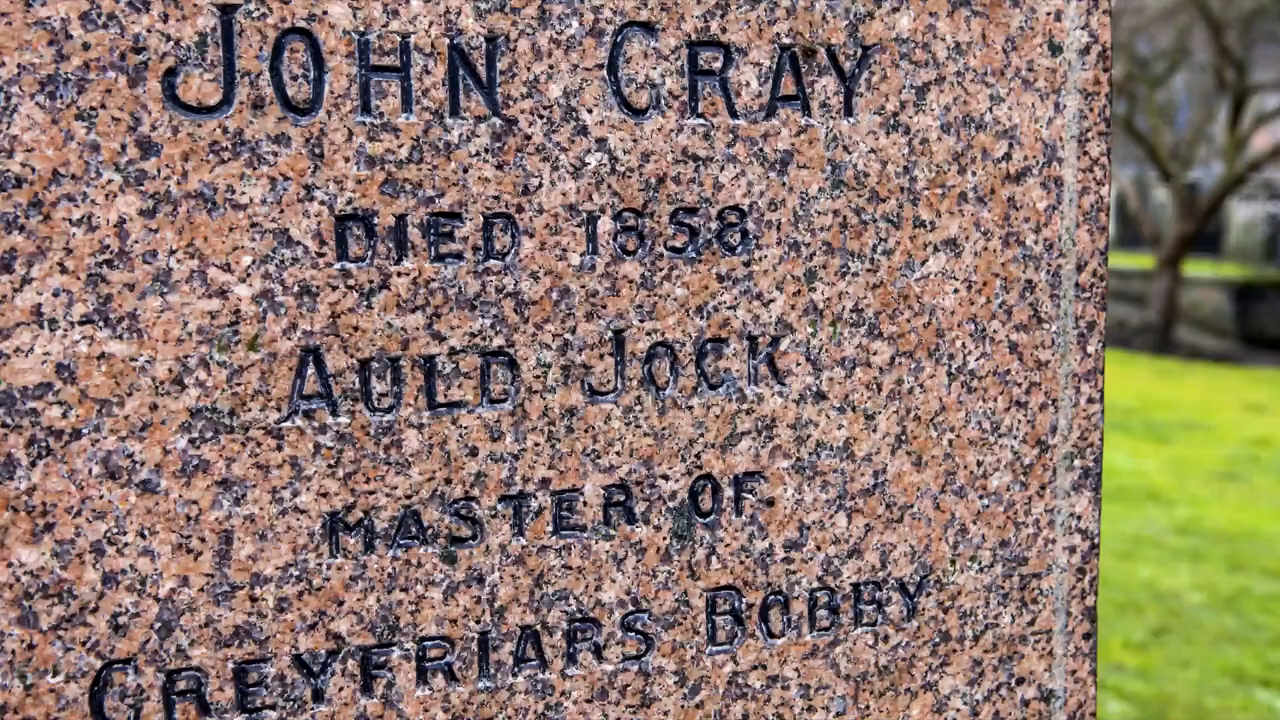 JOHN GRAY
DIED 1858
AULD JOCK
MASTER OF
GREYFRIARS BOBBY